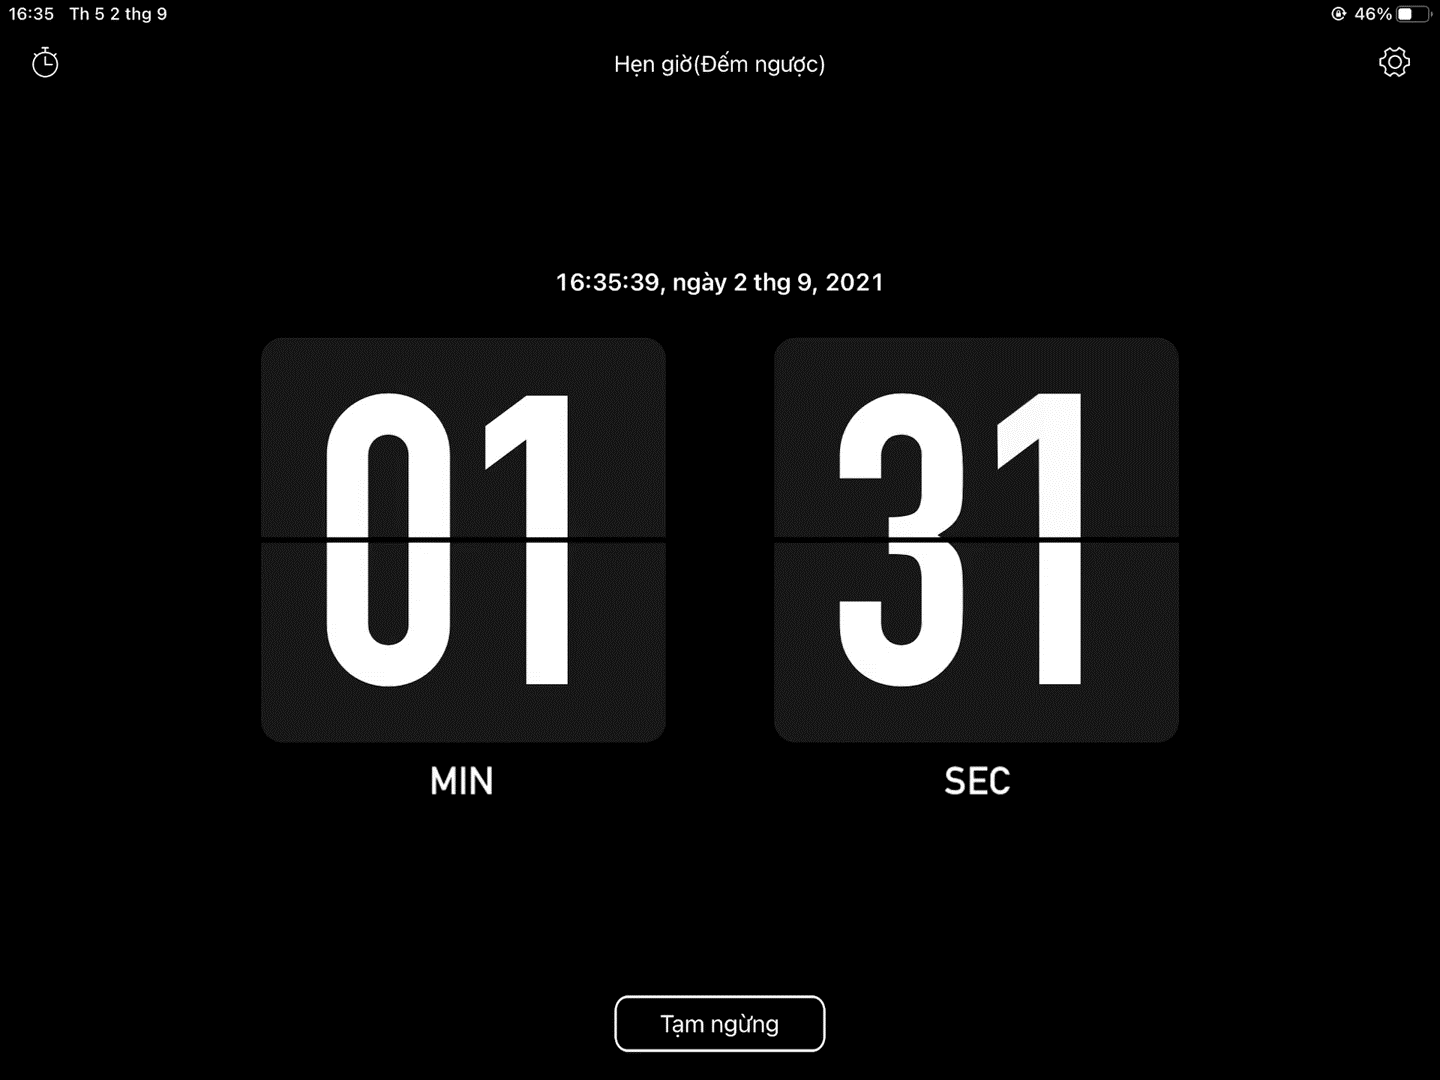 16:35 Th 5 2 thg 9
46%
Hẹn giờ(Đếm ngược)
16:35:39, ngày 2 thg 9, 2021
01 31
MIN SEC
Tạm ngừng